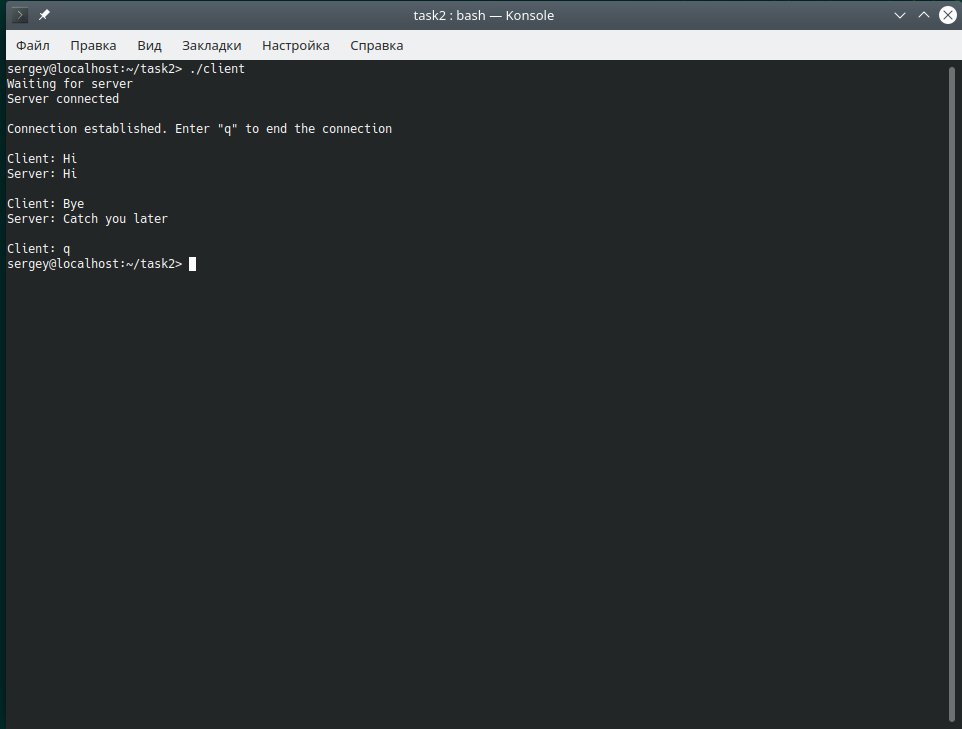 task2 : bash — Konsole
Файл Правка Вид Закладки Настройка Справка
sergey@localhost:~/task2> ./client
Waiting for server
Server connected
Connection established. Enter "q" to end the connection
Client: Hi
Server: Hi
Client: Bye
Server: Catch you later
Client: q
sergey@localhost:~/task2>